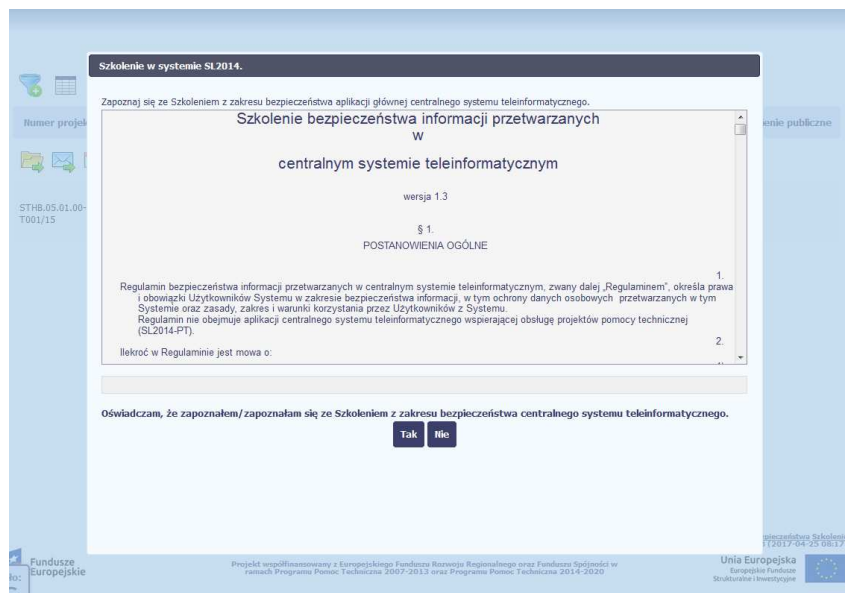 Szkolenie w systemie SL2014.
Zapoznaj się ze Szkoleniem z zakresu bezpieczeństwa aplikacji głównej centralnego systemu teleinformatycznego.
Numer projek
enie publiczne
Szkolenie bezpieczeństwa informacji przetwarzanych
w
centralnym systemie teleinformatycznym
wersja 1.3
STHB.05.01.00-
T001/15
§ 1.
POSTANOWIENIA OGÓLNE
1.
Regulamin bezpieczeństwa informacji przetwarzanych w centralnym systemie teleinformatycznym, zwany dalej „Regulaminem”, określa prawa
i obowiązki Użytkowników Systemu w zakresie bezpieczeństwa informacji, w tym ochrony danych osobowych przetwarzanych w tym
Systemie oraz zasady, zakres i warunki korzystania przez Użytkowników z Systemu.
Regulamin nie obejmuje aplikacji centralnego systemu teleinformatycznego wspierającej obsługę projektów pomocy technicznej
(SL2014-PT).
2.
Ilekroć w Regulaminie jest mowa o:
Oświadczam, że zapoznałem/zapoznałam się ze Szkoleniem z zakresu bezpieczeństwa centralnego systemu teleinformatycznego.
Tak Nie
pieczeństwa Szkoleni
(2017-04-25 08:17
Fundusze
Europejskie
Projekt współfinansowany z Europejskiego Funduszu Rozwoju Regionalnego oraz Funduszu Spójności w
ramach Programu Pomoc Techniczna 2007-2013 oraz Programu Pomoc Techniczna 2014-2020
Unia Europejska
Europejskie Fundusze
Strukturalne i Inwestycyjne